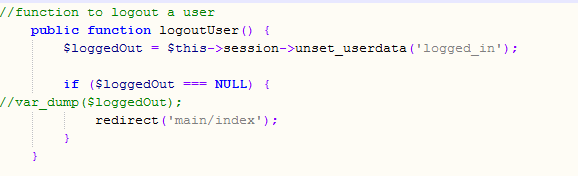 //function to logout a user
public function logoutUser() {
$loggedOut = $this->session->unset_userdata('logged_in');
if ($loggedOut === NULL) {
//var_dump($loggedOut);
redirect('main/index');
}
}